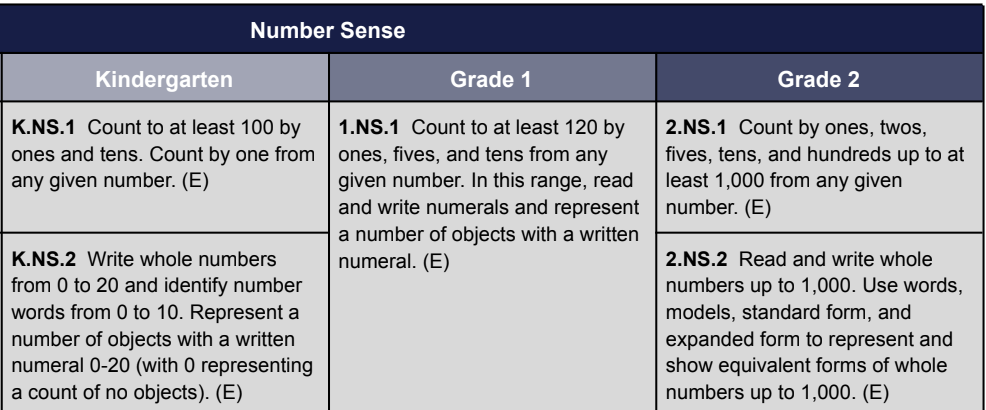 Number Sense
Kindergarten
Grade 1
Grade 2
K.NS.1 Count to at least 100 by
ones and tens. Count by one from
any given number. (E)
1.NS.1 Count to at least 120 by
ones, fives, and tens from any
given number. In this range, read
and write numerals and represent
a number of objects with a written
numeral. (E)
2.NS.1 Count by ones, twos,
fives, tens, and hundreds up to at
least 1,000 from any given
number. (E)
K.NS.2 Write whole numbers
from 0 to 20 and identify number
words from 0 to 10. Represent a
number of objects with a written
numeral 0-20 (with 0 representing
a count of no objects). (E)
2.NS.2 Read and write whole
numbers up to 1,000. Use words,
models, standard form, and
expanded form to represent and
show equivalent forms of whole
numbers up to 1,000. (E)